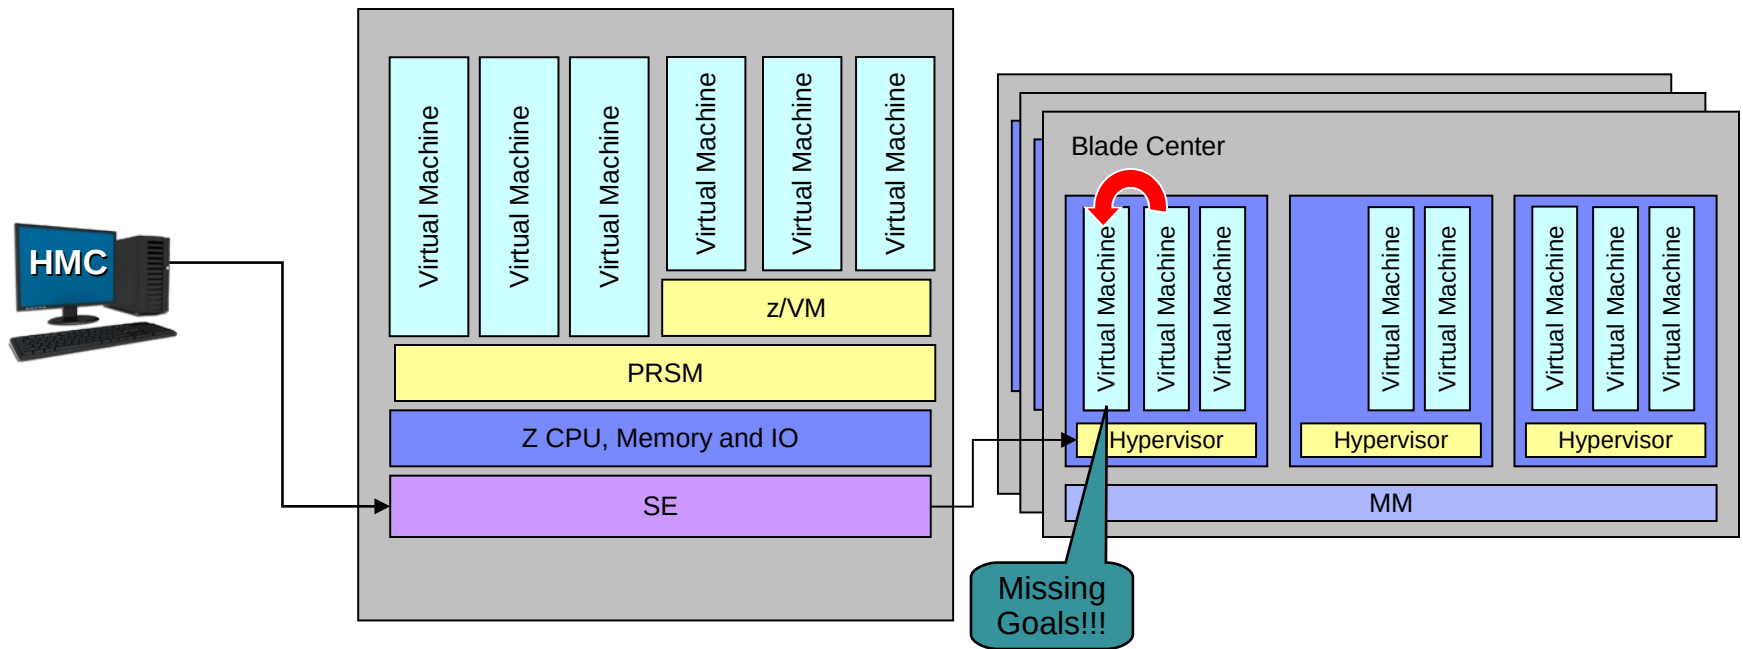 HMC
Virtual Machine
Virtual Machine
Virtual Machine
Virtual Machine
Virtual Machine
Virtual Machine
z/VM
PRSM
Z CPU, Memory and IO
SE
Blade Center
Virtual Machine
Virtual Machine
Virtual Machine
Hypervisor
Virtual Machine
Virtual Machine
Hypervisor
Virtual Machine
Virtual Machine
Virtual Machine
Hypervisor
MM
Missing
Goals!!!